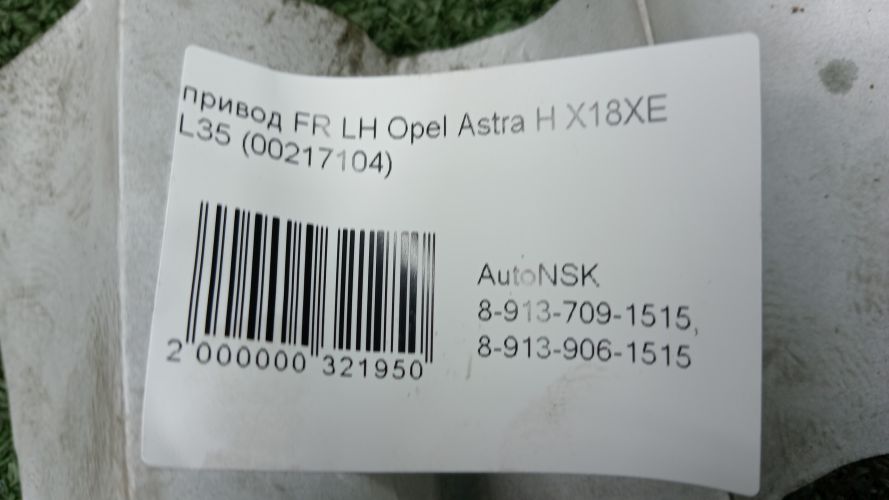 привод FR LH Opel Astra H X18XE
L35 (00217104)
AutoNSK
8-913-709-1515,
8-913-906-1515
2 000000 321950